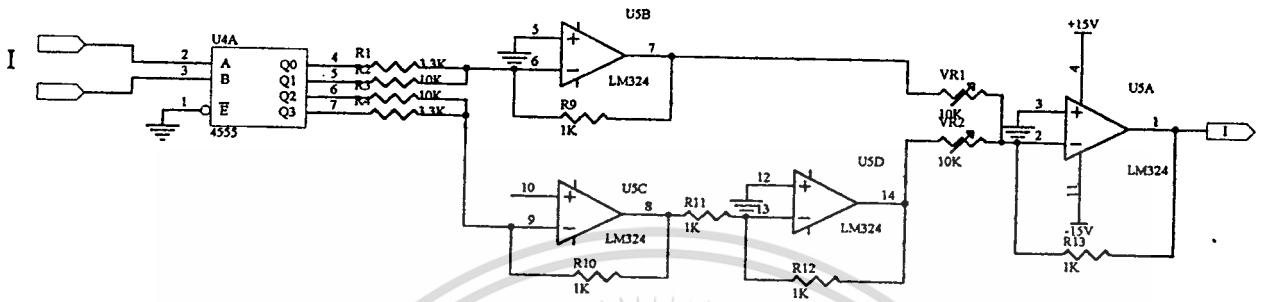 I
U4A
2
A
3
B
1
E
4555
Q0
Q1
Q2
Q3
4
5
6
7
R1
3.3K
R2
10K
R3
10K
R4
3.3K
U5B
5
6
7
LM324
R9
1K
U5C
10
9
8
LM324
R10
1K
R11
1K
U5D
12
13
14
LM324
R12
1K
VR1
10K
VR2
10K
+15V
4
U5A
3
2
1
LM324
11
-15V
R13
1K
I